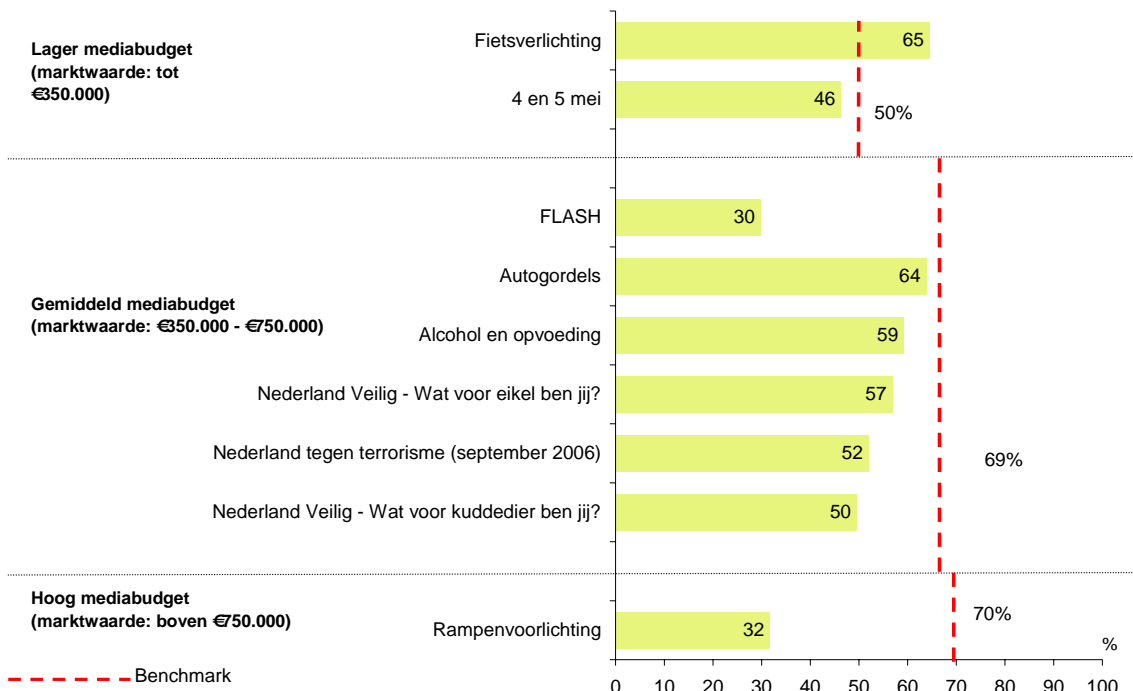 Lager mediabudget
(marktwaarde: tot
€350.000)
Fietsverlichting
65
4 en 5 mei
46
50%
FLASH
30
Autogordels
64
Gemiddeld mediabudget
(marktwaarde: €350.000 - €750.000)
Alcohol en opvoeding
59
Nederland Veilig - Wat voor eikel ben jij?
57
Nederland tegen terrorisme (september 2006)
52
69%
Nederland Veilig - Wat voor kuddedier ben jij?
50
Hoog mediabudget
(marktwaarde: boven €750.000)
70%
Rampenvoorlichting
32
%
Benchmark
0 10 20 30 40 50 60 70 80 90 100